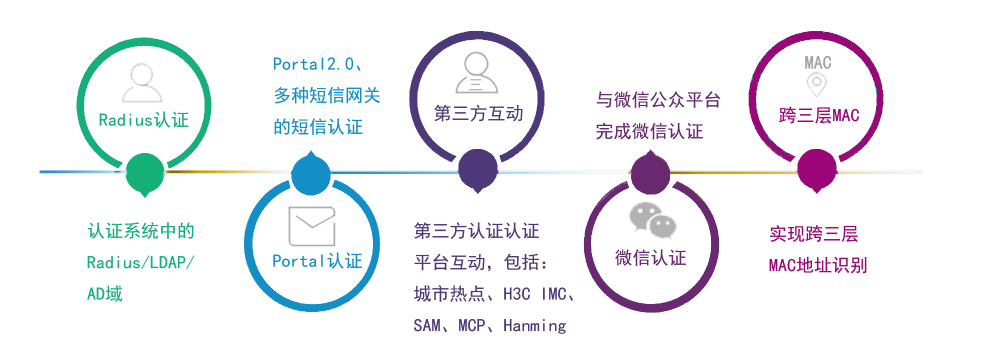 Radius认证
认证系统中的
Radius/LDAP/
AD域
Portal2.0、
多种短信网关
的短信认证
Portal认证
第三方互动
第三方认证认证
平台互动，包括：
城市热点、H3C IMC、
SAM、MCP、Hanming
与微信公众平台
完成微信认证
微信认证
MAC
跨三层MAC
实现跨三层
MAC地址识别